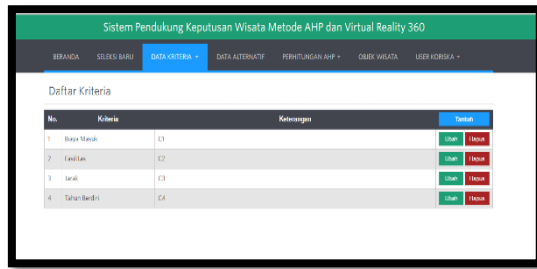 Sistem Pendukung Keputusan Wisata Metode AHP dan Virtual Reality 360
BERANDA SELEKSI BARU DATA KRITERIA DATA ALTERNATIF PERHITUNGAN AHP OBJEK WISATA USER KORISKA
Daftar Kriteria
No. Kriteria Keterangan Tambah
1 Biaya Masuk C1 Ubah Hapus
2 Fasilitas C2 Ubah Hapus
3 Jarak C3 Ubah Hapus
4 Tahun Berdiri C4 Ubah Hapus